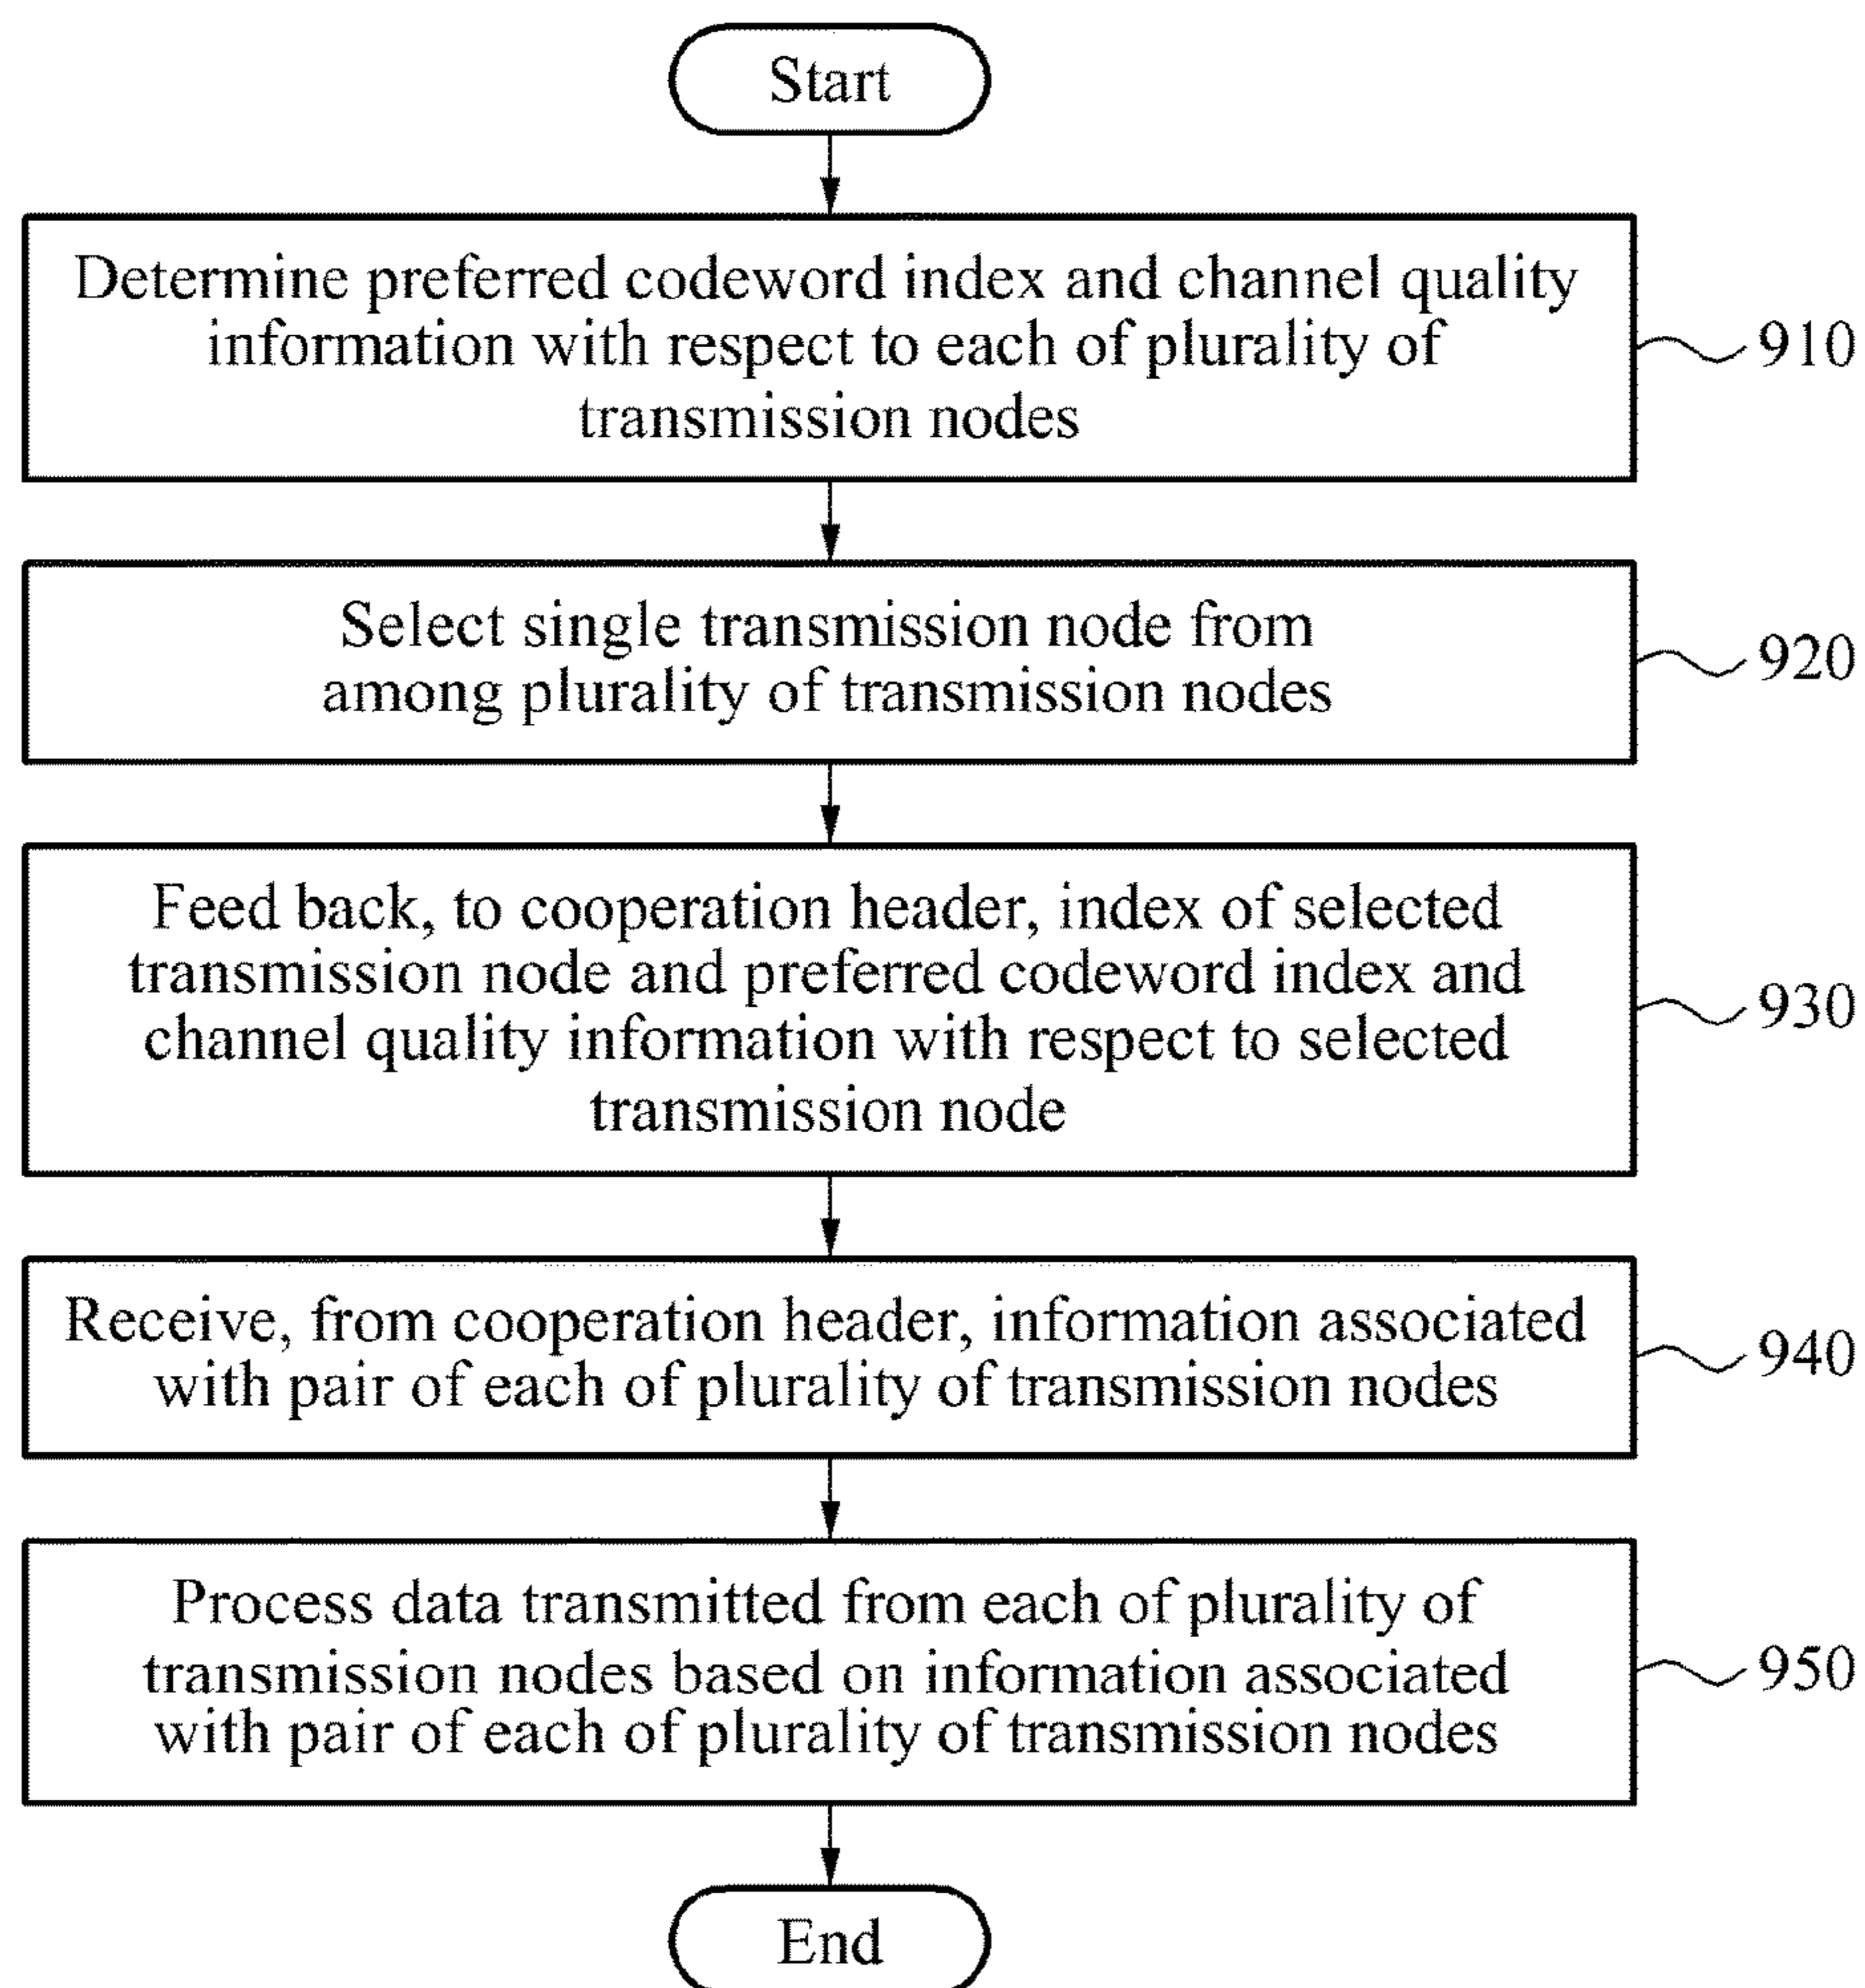 Start
Determine preferred codeword index and channel quality
information with respect to each of plurality of
transmission nodes
910
Select single transmission node from
among plurality of transmission nodes
920
Feed back, to cooperation header, index of selected
transmission node and preferred codeword index and
channel quality information with respect to selected
transmission node
930
Receive, from cooperation header, information associated
with pair of each of plurality of transmission nodes
940
Process data transmitted from each of plurality of
transmission nodes based on information associated
with pair of each of plurality of transmission nodes
950
End